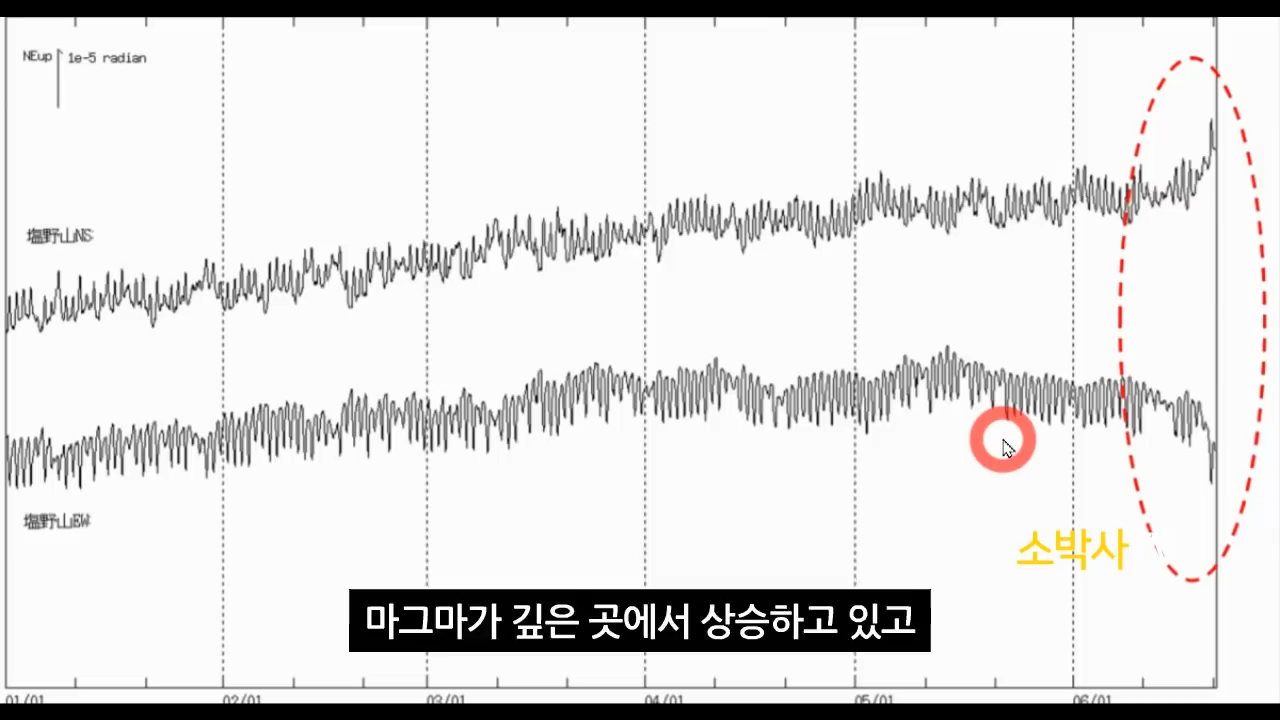 NEup 1e-5 radian
塩野山NS
塩野山EW
소박사
마그마가 깊은 곳에서 상승하고 있고
01/01 02/01 03/01 04/01 05/01 06/01